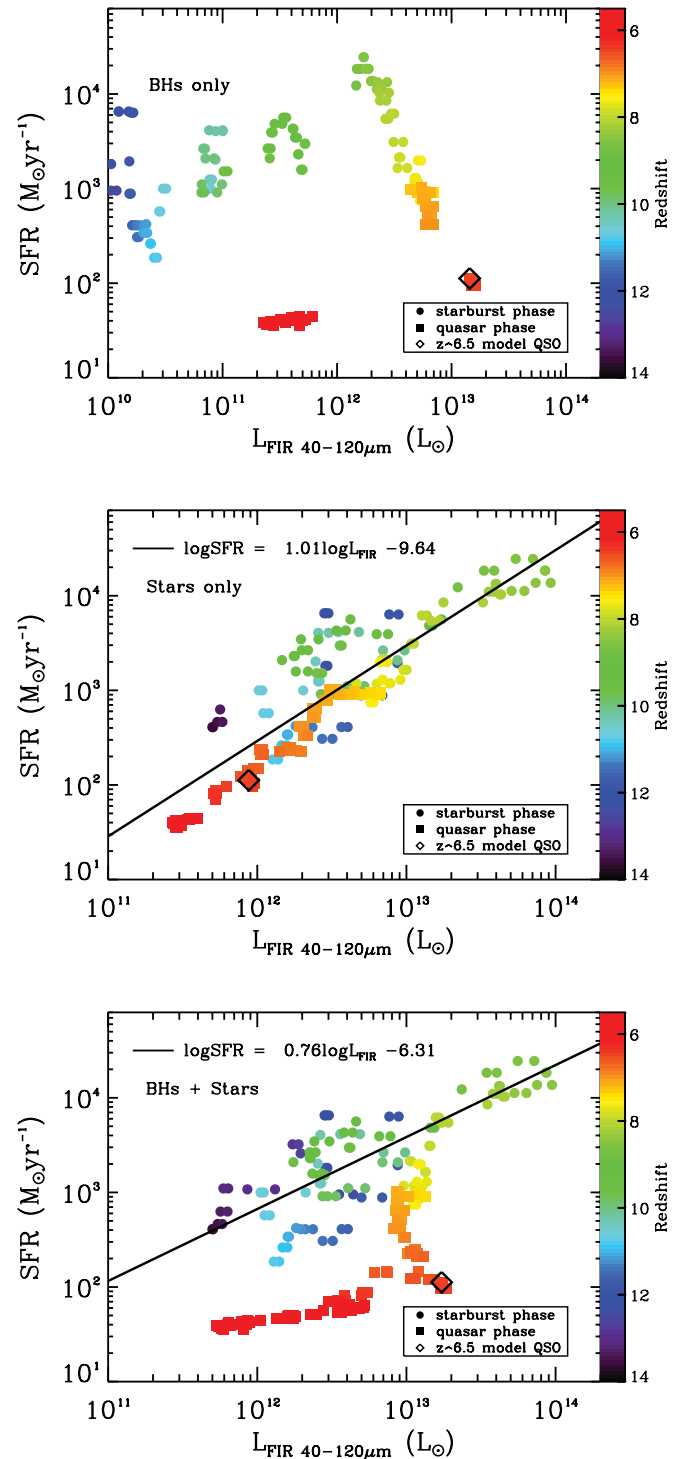 BHs only
SFR (M⊙yr⁻¹)
10⁴
10³
10²
10¹
10¹⁰ 10¹¹ 10¹² 10¹³ 10¹⁴
L_FIR 40−120μm (L⊙)
starburst phase
quasar phase
z~6.5 model QSO
6
8
10
12
14
Redshift
logSFR = 1.01logL_FIR −9.64
Stars only
SFR (M⊙yr⁻¹)
10⁴
10³
10²
10¹
10¹¹ 10¹² 10¹³ 10¹⁴
L_FIR 40−120μm (L⊙)
starburst phase
quasar phase
z~6.5 model QSO
6
8
10
12
14
Redshift
logSFR = 0.76logL_FIR −6.31
BHs + Stars
SFR (M⊙yr⁻¹)
10⁴
10³
10²
10¹
10¹¹ 10¹² 10¹³ 10¹⁴
L_FIR 40−120μm (L⊙)
starburst phase
quasar phase
z~6.5 model QSO
6
8
10
12
14
Redshift